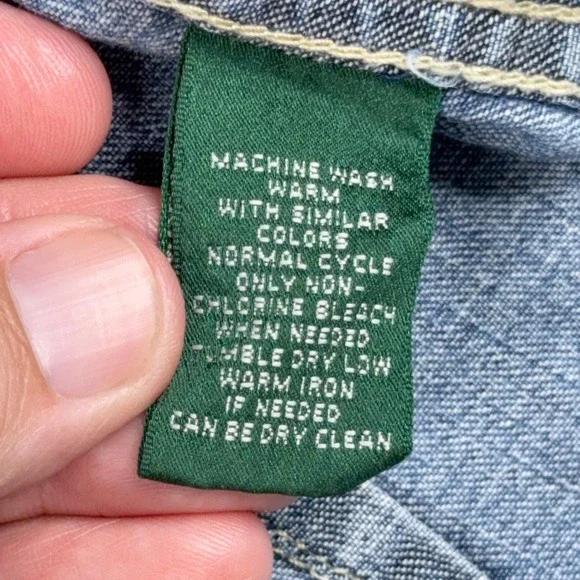 MACHINE WASH
WARM
WITH SIMILAR
COLORS
NORMAL CYCLE
ONLY NON-
CHLORINE BLEACH
WHEN NEEDED
TUMBLE DRY LOW
WARM IRON
IF NEEDED
CAN BE DRY CLEAN